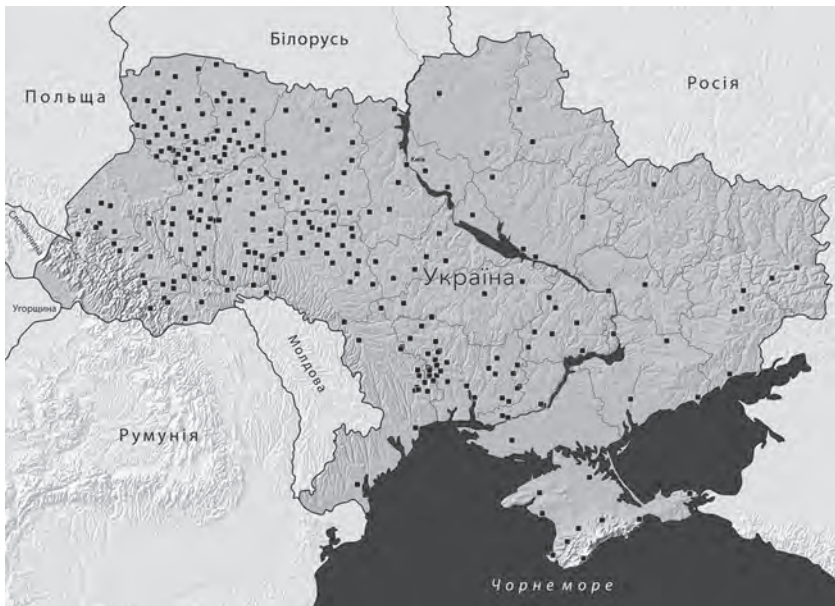 Білорусь
Польща
Росія
Київ
Словаччина
Україна
Угорщина
Молдова
Румунія
Чорне море